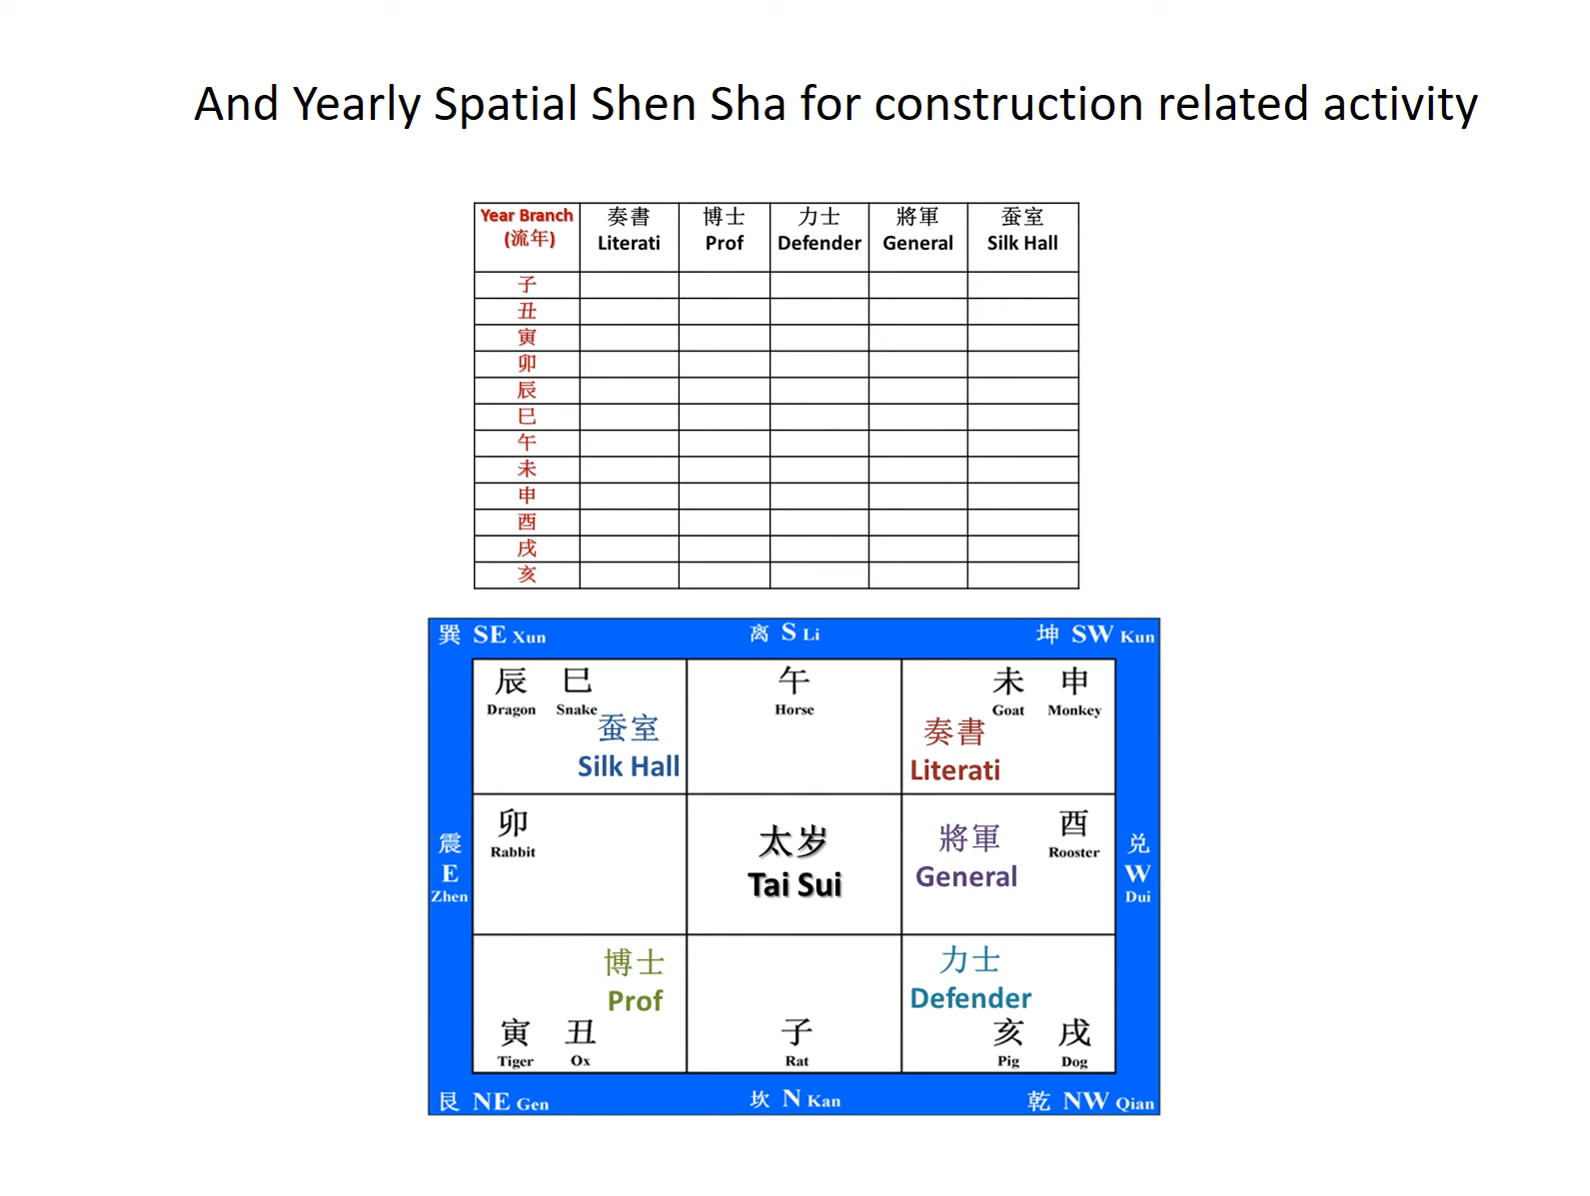 And Yearly Spatial Shen Sha for construction related activity
Year Branch 奏書 博士 力士 將軍 蚕室
(流年) Literati Prof Defender General Silk Hall
子
丑
寅
卯
辰
巳
午
未
申
酉
戌
亥
巽 SE Xun 离 S Li 坤 SW Kun
辰 巳 午 未 申
Dragon Snake Horse Goat Monkey
蚕室 奏書
Silk Hall Literati
卯 太岁 將軍 酉
Rabbit Tai Sui General Rooster
震 兑
E W
Zhen Dui
博士 力士
Prof Defender
寅 丑 子 亥 戌
Tiger Ox Rat Pig Dog
艮 NE Gen 坎 N Kan 乾 NW Qian